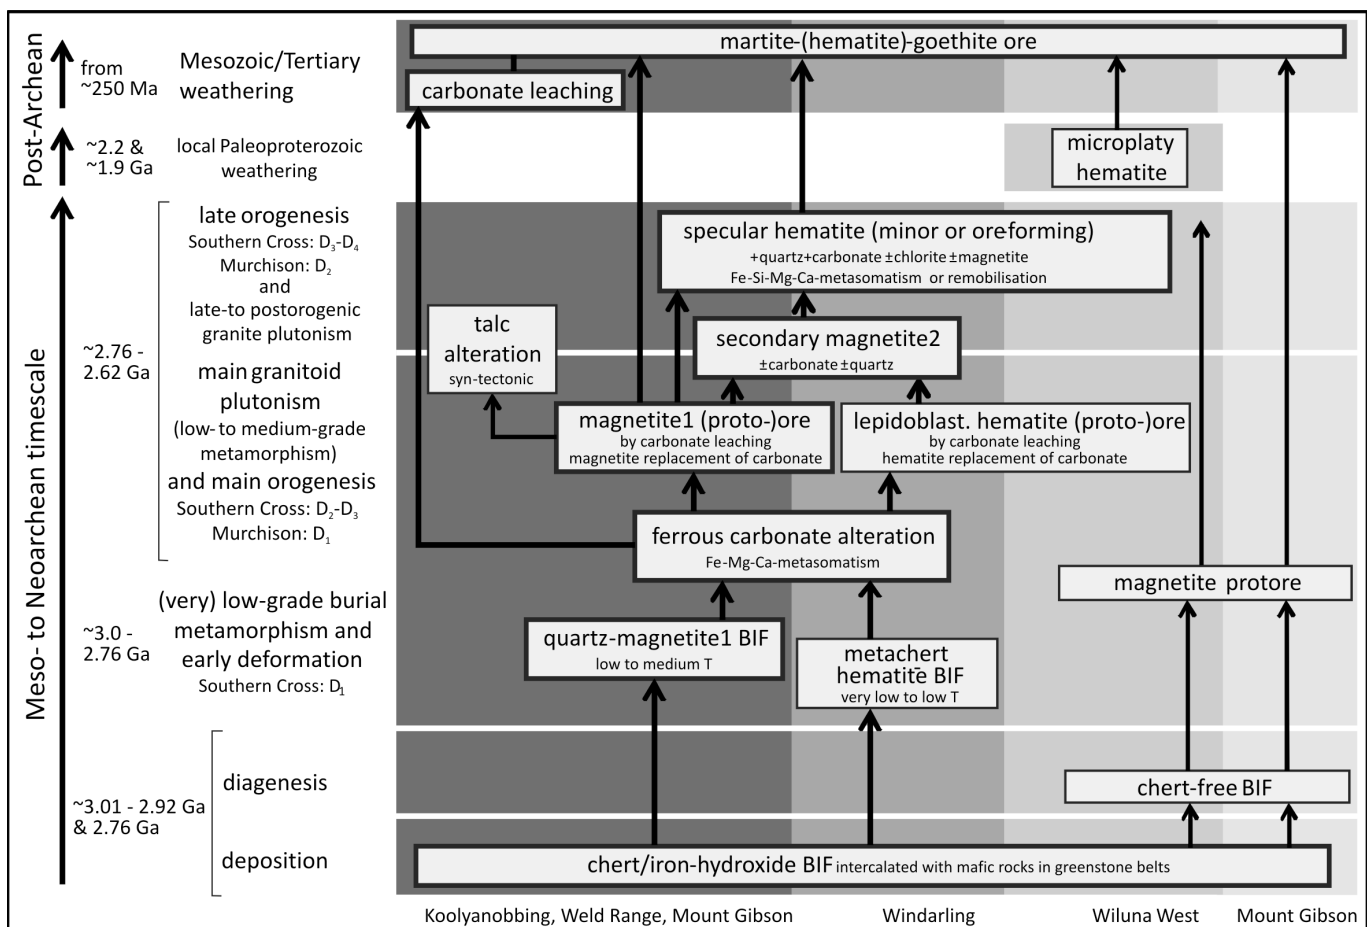 Post-Archean
Meso- to Neoarchean timescale
from
~250 Ma
Mesozoic/Tertiary
weathering
~2.2 &
~1.9 Ga
local Paleoproterozoic
weathering
~2.76 -
2.62 Ga
late orogenesis
Southern Cross: D3-D4
Murchison: D2
and
late-to postorogenic
granite plutonism
main granitoid
plutonism
(low- to medium-grade
metamorphism)
and main orogenesis
Southern Cross: D2-D3
Murchison: D1
~3.0 -
2.76 Ga
(very) low-grade burial
metamorphism and
early deformation
Southern Cross: D1
~3.01 - 2.92 Ga
& 2.76 Ga
diagenesis
deposition
martite-(hematite)-goethite ore
carbonate leaching
microplaty
hematite
specular hematite (minor or ore-forming)
+quartz+carbonate ±chlorite ±magnetite
Fe-Si-Mg-Ca-metasomatism or remobilisation
talc
alteration
syn-tectonic
secondary magnetite2
±carbonate ±quartz
magnetite1 (proto-)ore
by carbonate leaching
magnetite replacement of carbonate
lepidoblast. hematite (proto-)ore
by carbonate leaching
hematite replacement of carbonate
ferrous carbonate alteration
Fe-Mg-Ca-metasomatism
magnetite protore
quartz-magnetite1 BIF
low to medium T
metachert
hematite BIF
very low to low T
chert-free BIF
chert/iron-hydroxide BIF intercalated with mafic rocks in greenstone belts
Koolyanobbing, Weld Range, Mount Gibson
Windarling
Wiluna West
Mount Gibson